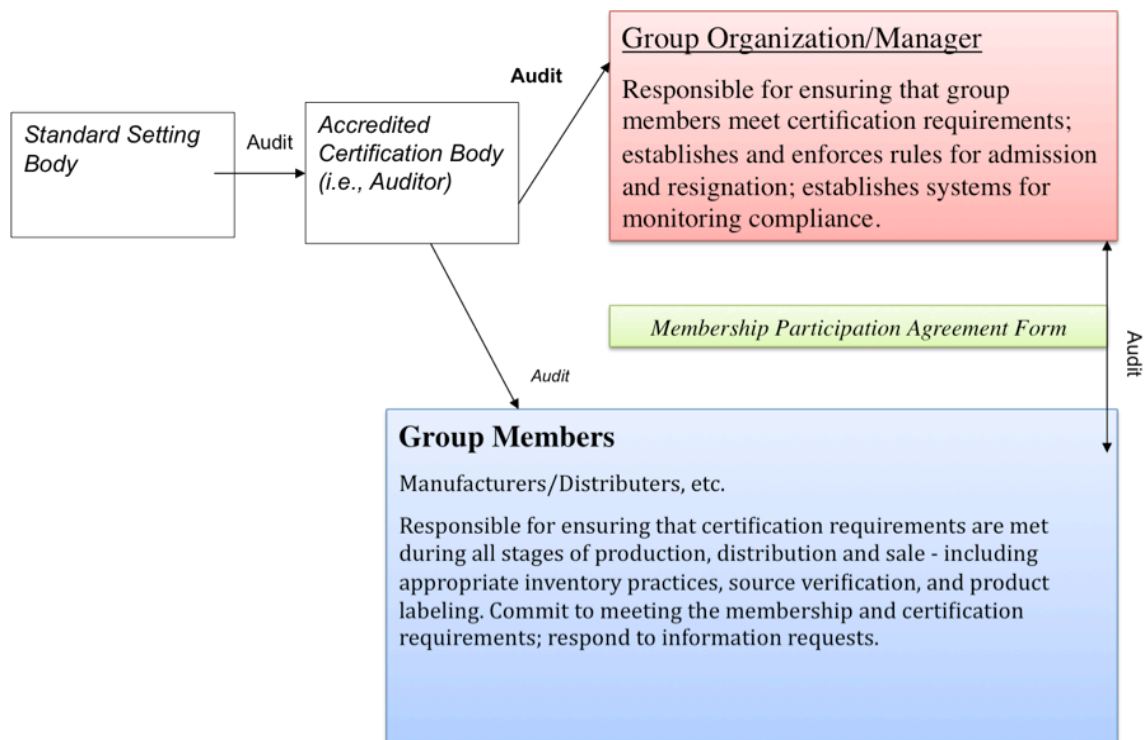 Standard Setting
Body
Audit
Accredited
Certification Body
(i.e., Auditor)
Audit
Group Organization/Manager
Responsible for ensuring that group
members meet certification requirements;
establishes and enforces rules for admission
and resignation; establishes systems for
monitoring compliance.
Membership Participation Agreement Form
Audit
Audit
Group Members
Manufacturers/Distributers, etc.
Responsible for ensuring that certification requirements are met
during all stages of production, distribution and sale - including
appropriate inventory practices, source verification, and product
labeling. Commit to meeting the membership and certification
requirements; respond to information requests.